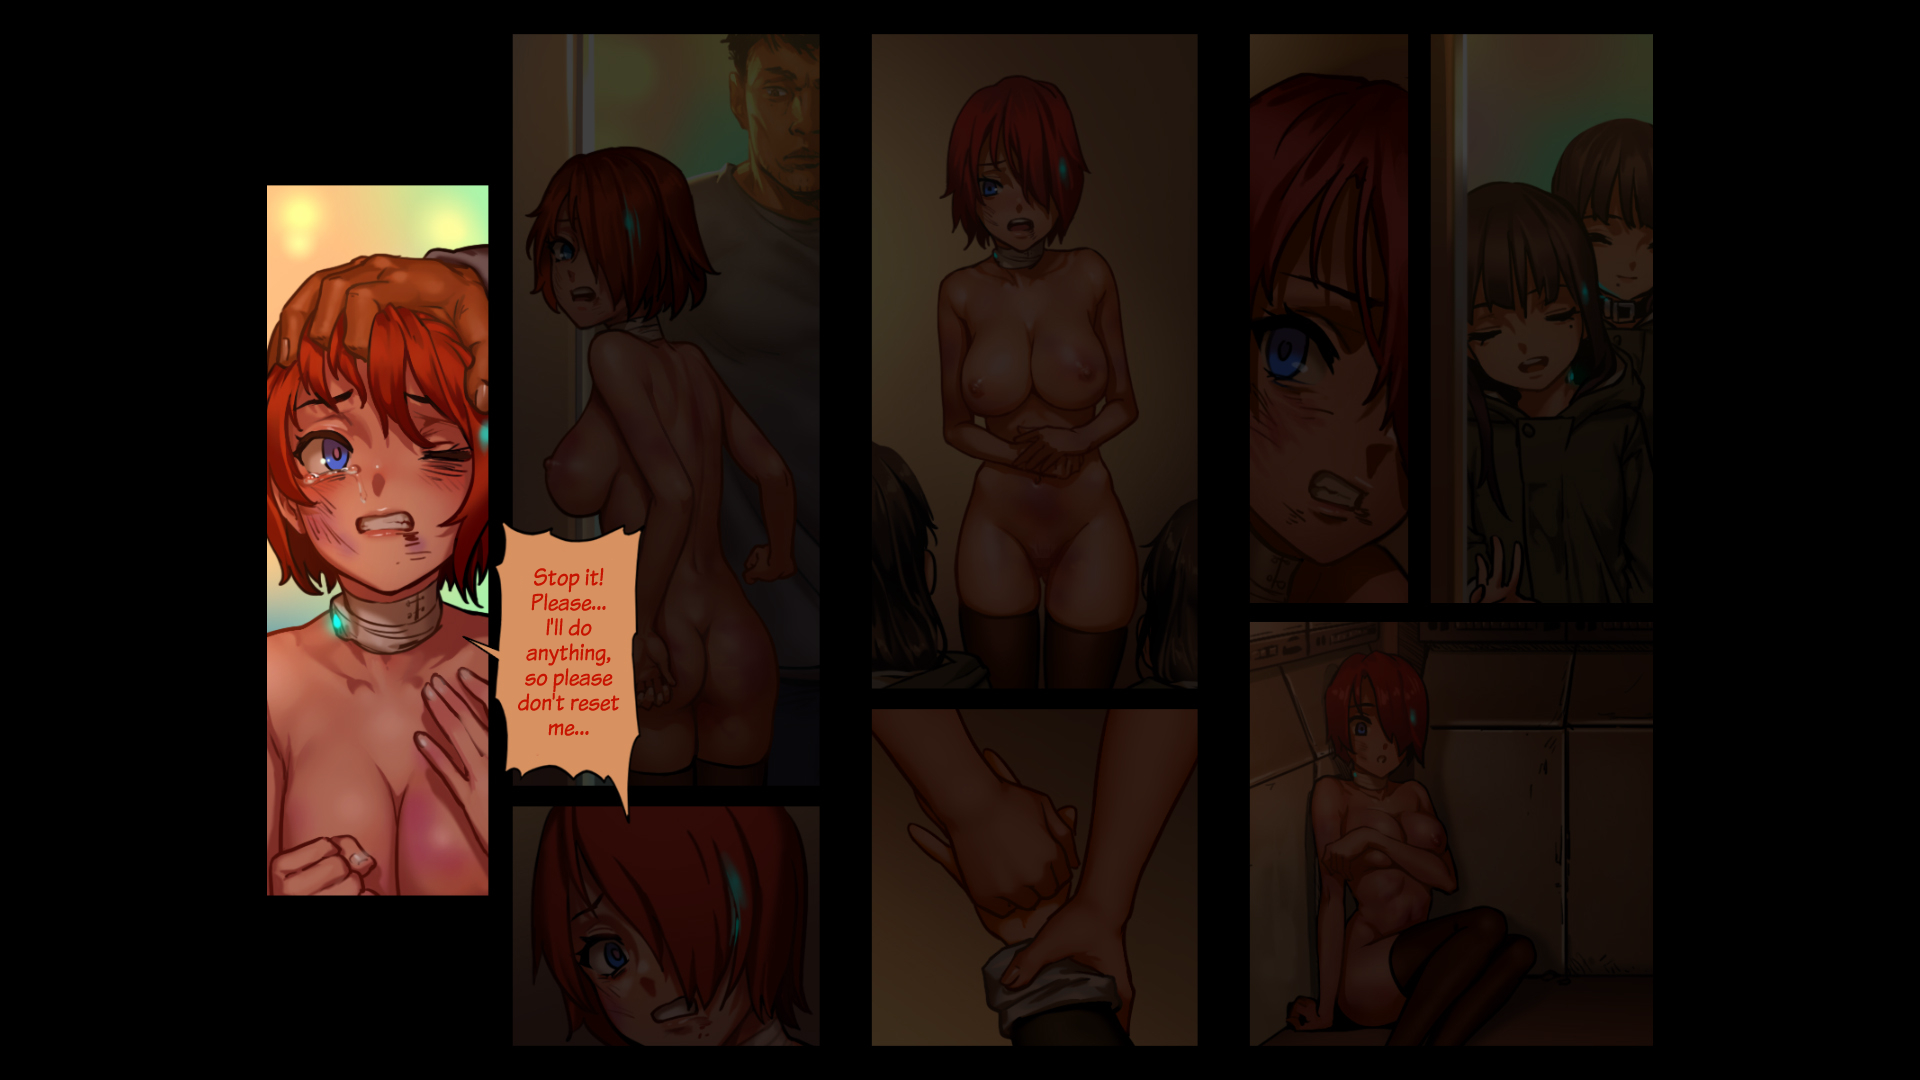 Stop it!
Please...
I'll do
anything,
so please
don't reset
me...